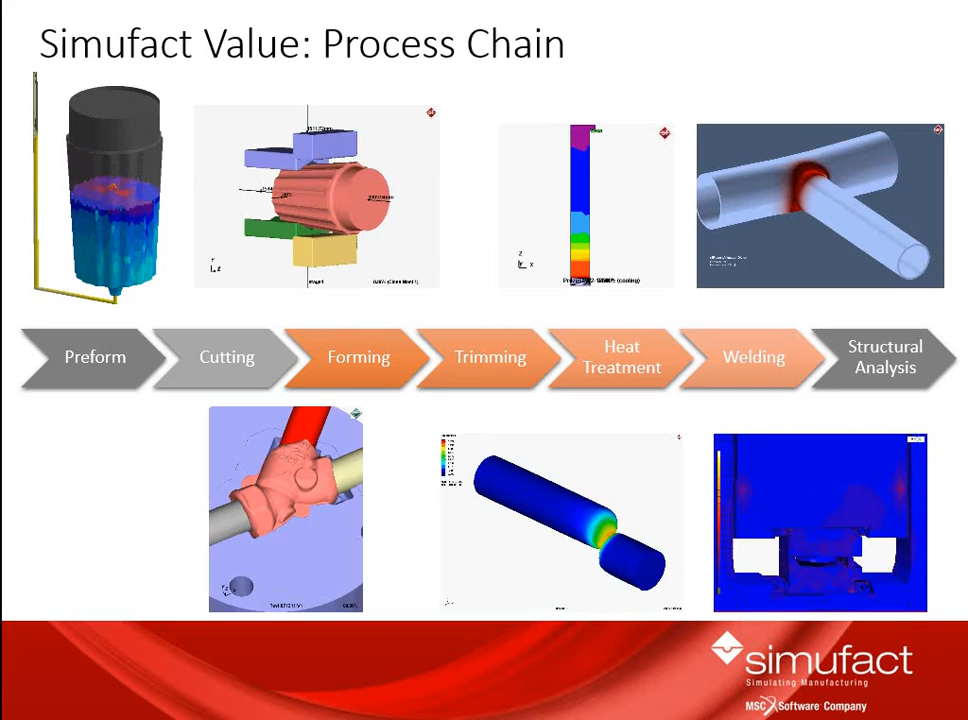 Simufact Value: Process Chain
Preform
Cutting
Forming
Trimming
Heat
Treatment
Welding
Structural
Analysis
simufact
Simulating Manufacturing
MSC Software Company